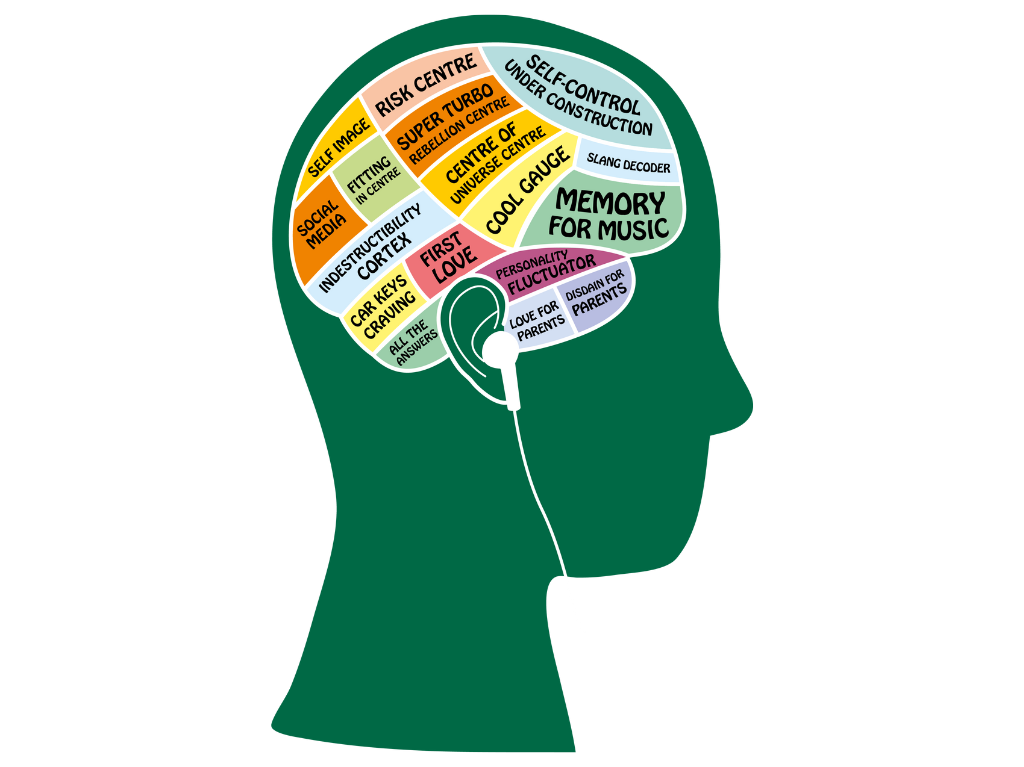 RISK CENTRE
SELF-CONTROL
UNDER CONSTRUCTION
SUPER TURBO
REBELLION CENTRE
SELF IMAGE
FITTING
IN CENTRE
CENTRE OF
UNIVERSE CENTRE
COOL GAUGE
SLANG DECODER
MEMORY
FOR MUSIC
SOCIAL
MEDIA
INDESTRUCTIBILITY
CORTEX
FIRST
LOVE
PERSONALITY
FLUCTUATOR
CAR KEYS
CRAVING
ALL THE
ANSWERS
LOVE FOR
PARENTS
DISDAIN FOR
PARENTS